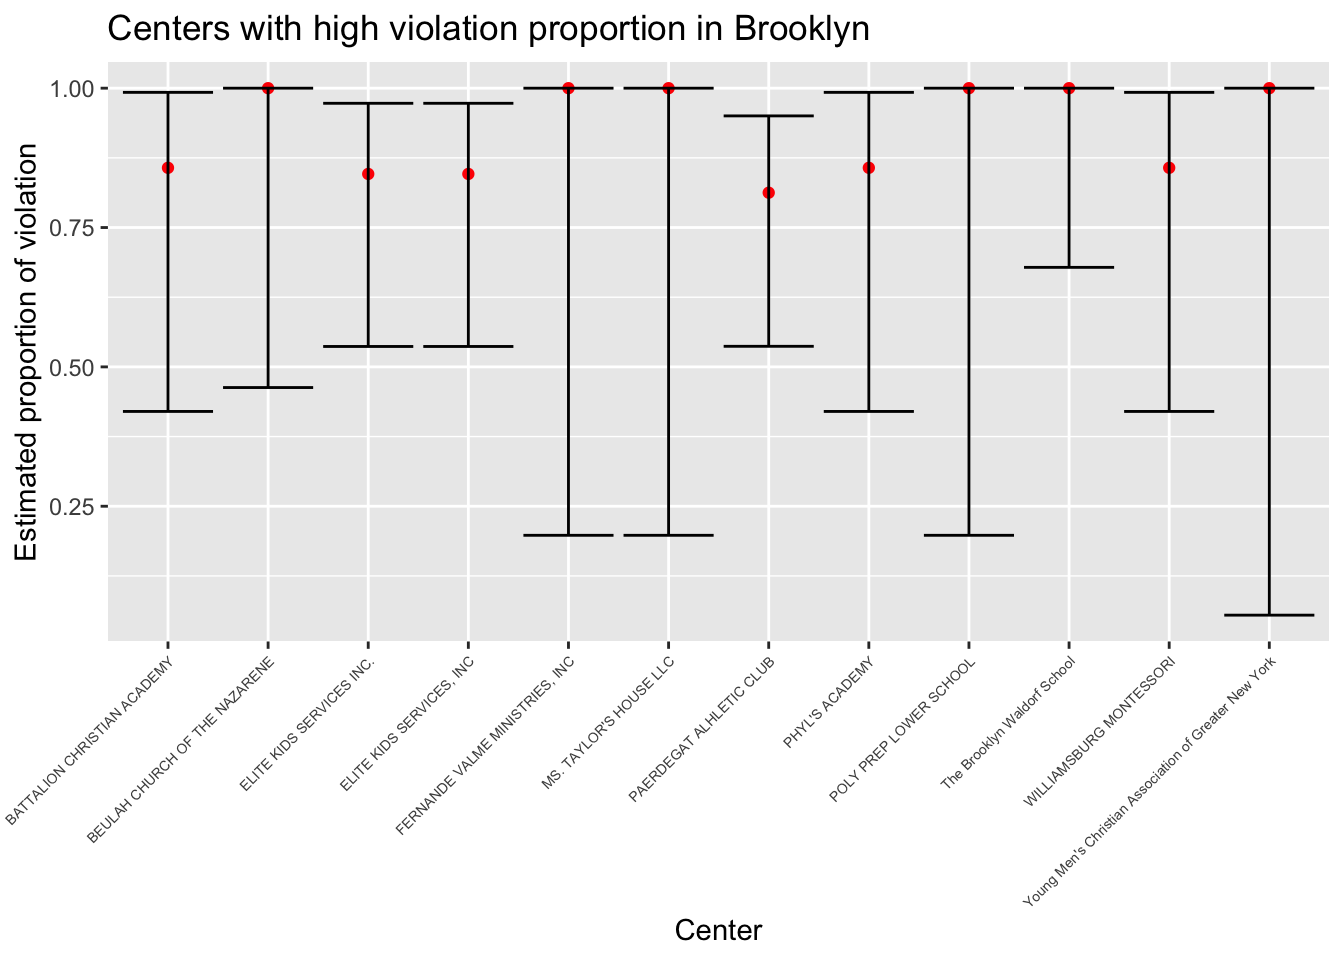 Centers with high violation proportion in Brooklyn
Estimated proportion of violation
1.00
0.75
0.50
0.25
BATTALION CHRISTIAN ACADEMY
BEULAH CHURCH OF THE NAZARENE
ELITE KIDS SERVICES INC.
ELITE KIDS SERVICES, INC
FERNANDE VALME MINISTRIES, INC
MS. TAYLOR'S HOUSE LLC
PAERDEGAT ALHLETIC CLUB
PHYL'S ACADEMY
POLY PREP LOWER SCHOOL
The Brooklyn Waldorf School
WILLIAMSBURG MONTESSORI
Young Men's Christian Association of Greater New York
Center